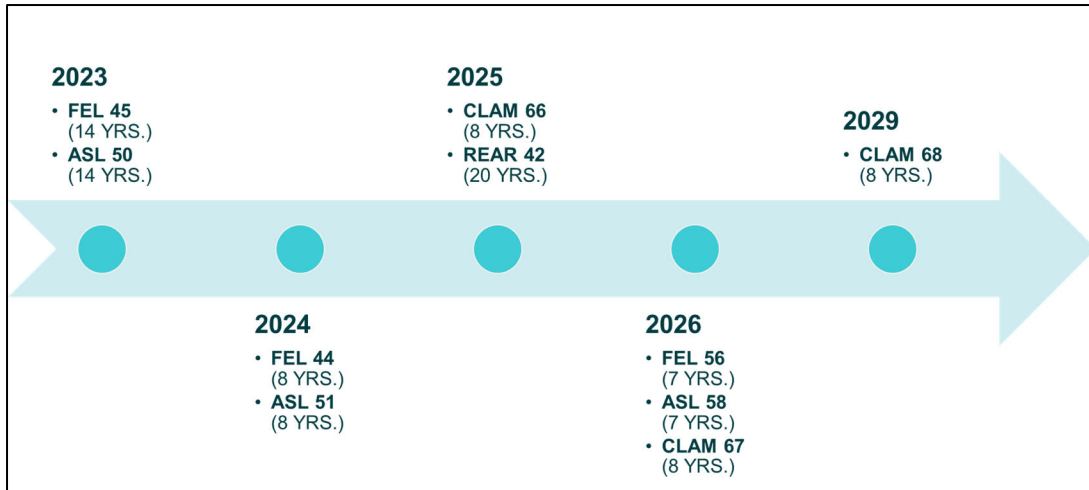 2023
• FEL 45
(14 YRS.)
• ASL 50
(14 YRS.)
2024
• FEL 44
(8 YRS.)
• ASL 51
(8 YRS.)
2025
• CLAM 66
(8 YRS.)
• REAR 42
(20 YRS.)
2026
• FEL 56
(7 YRS.)
• ASL 58
(7 YRS.)
• CLAM 67
(8 YRS.)
2029
• CLAM 68
(8 YRS.)